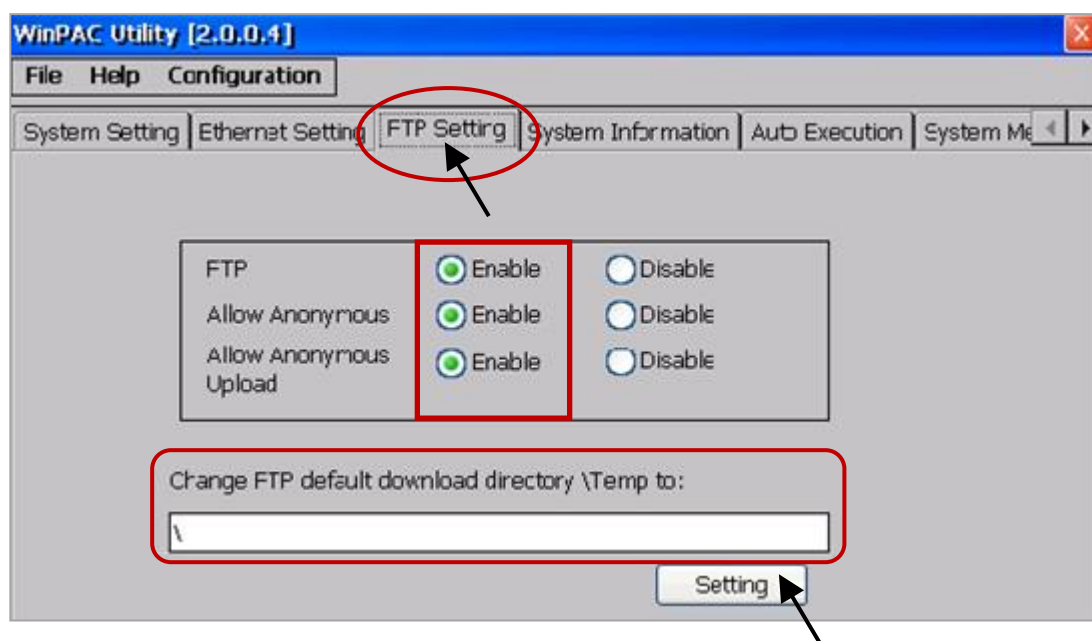 WinPAC Utility [2.0.0.4]
File Help Configuration
System Setting Ethernet Setting FTP Setting System Information Auto Execution System Me
FTP Enable Disable
Allow Anonymous Enable Disable
Allow Anonymous Upload Enable Disable
Change FTP default download directory \Temp to:
\
Setting